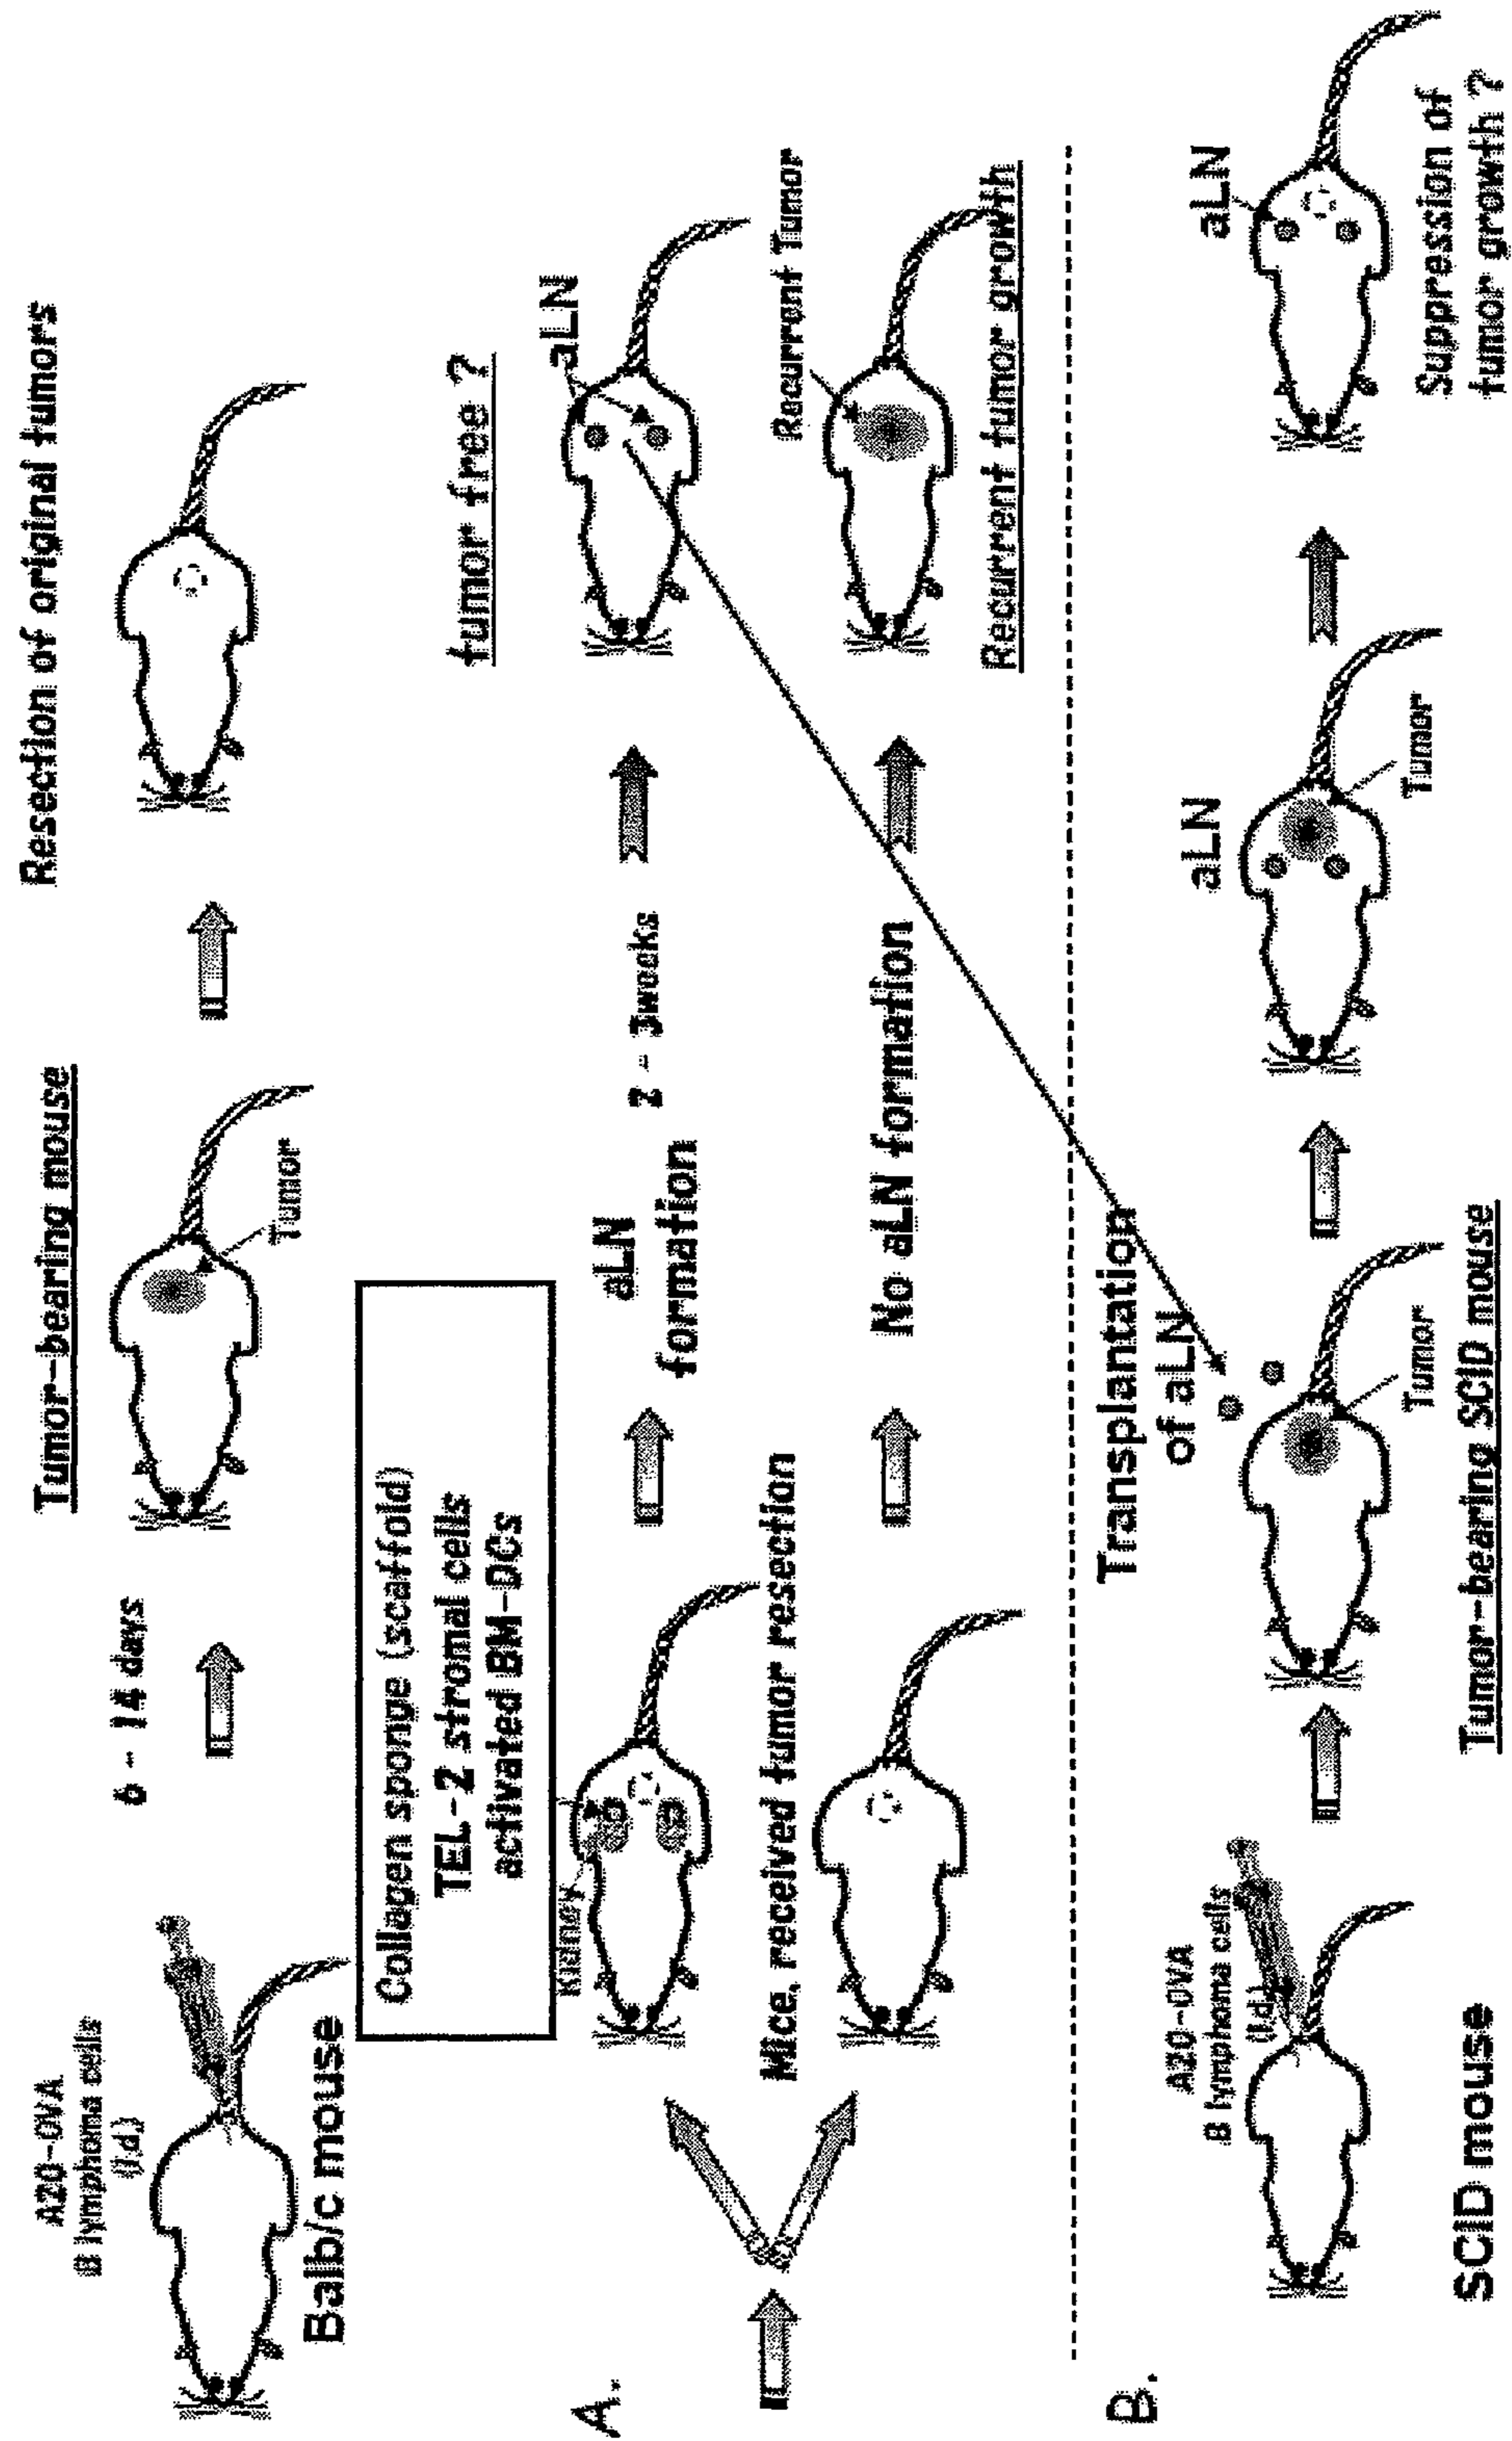 A20-OVA
B lymphoma cells
(i.d.)
Balb/c mouse
6 - 14 days
Tumor-bearing mouse
Tumor
Resection of original tumors
A.
Collagen sponge (scaffold)
TEL-2 stromal cells
activated BM-DCs
Kidney
aLN
formation
2 - 3weeks
tumor free ?
aLN
Mice, received tumor resection
No aLN formation
Recurrent Tumor
Recurrent tumor growth
B.
A20-OVA
B lymphoma cells
(i.d.)
SCID mouse
Transplantation
of aLN
Tumor
Tumor-bearing SCID mouse
aLN
Tumor
aLN
Suppression of
tumor growth ?